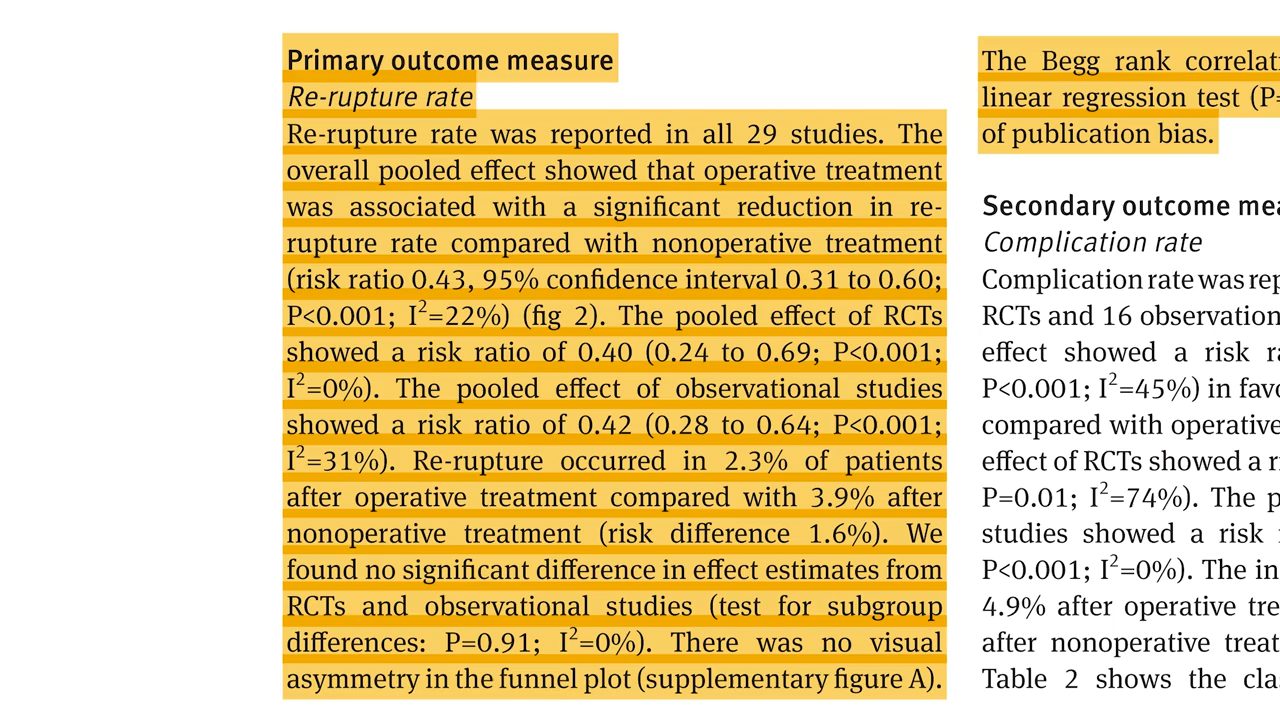 Primary outcome measure
Re-rupture rate
Re-rupture rate was reported in all 29 studies. The
overall pooled effect showed that operative treatment
was associated with a significant reduction in re-
rupture rate compared with nonoperative treatment
(risk ratio 0.43, 95% confidence interval 0.31 to 0.60;
P<0.001; I²=22%) (fig 2). The pooled effect of RCTs
showed a risk ratio of 0.40 (0.24 to 0.69; P<0.001;
I²=0%). The pooled effect of observational studies
showed a risk ratio of 0.42 (0.28 to 0.64; P<0.001;
I²=31%). Re-rupture occurred in 2.3% of patients
after operative treatment compared with 3.9% after
nonoperative treatment (risk difference 1.6%). We
found no significant difference in effect estimates from
RCTs and observational studies (test for subgroup
differences: P=0.91; I²=0%). There was no visual
asymmetry in the funnel plot (supplementary figure A).
The Begg rank
linear regression test (P=
of publication bias.
Secondary outcome
Complication rate
Complication rate was
RCTs and 16
effect showed a risk
P<0.001; I²=45%) in
compared with operative
effect of RCTs showed a
P=0.01; I²=74%). The
studies showed a risk
P<0.001; I²=0%). The
4.9% after operative
after nonoperative
Table 2 shows the